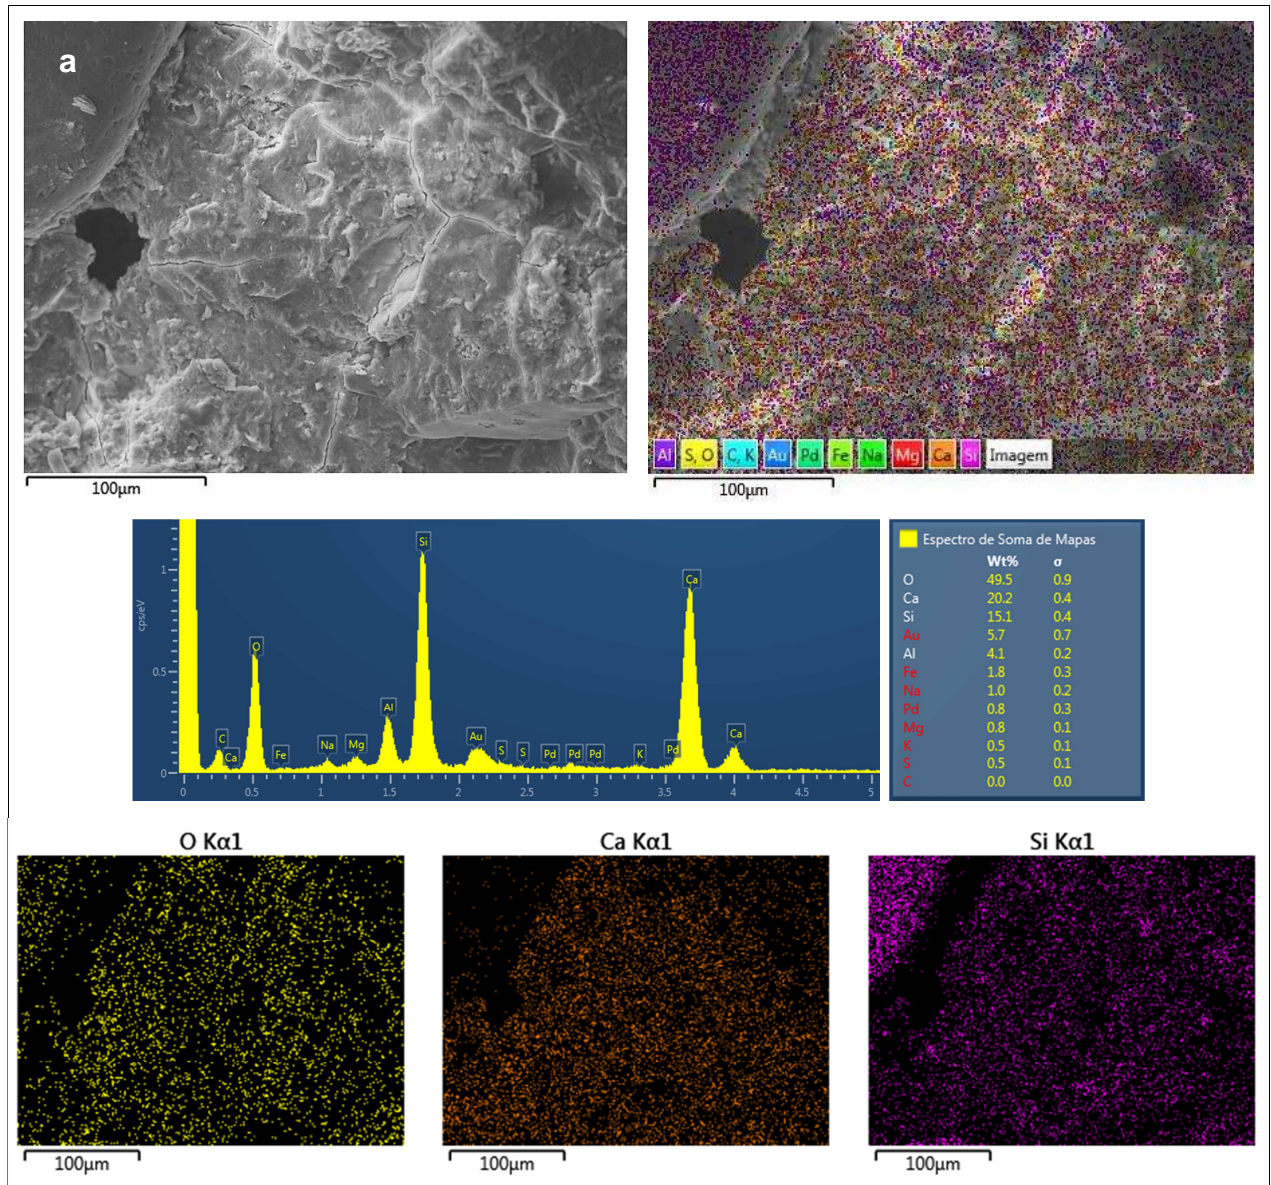 a
100µm
Al S, O C, K Au Pd Fe Na Mg Ca Si Imagem
100µm
cps/eV
1
0.5
0
C Ca O Fe Na Mg Al Si Au S S Pd Pd Pd K Pd Ca Ca
0 0.5 1 1.5 2 2.5 3 3.5 4 4.5 5
Espectro de Soma de Mapas
Wt% σ
O 49.5 0.9
Ca 20.2 0.4
Si 15.1 0.4
Au 5.7 0.7
Al 4.1 0.2
Fe 1.8 0.3
Na 1.0 0.2
Pd 0.8 0.3
Mg 0.8 0.1
K 0.5 0.1
S 0.5 0.1
C 0.0 0.0
O Kα1 Ca Kα1 Si Kα1
100µm 100µm 100µm